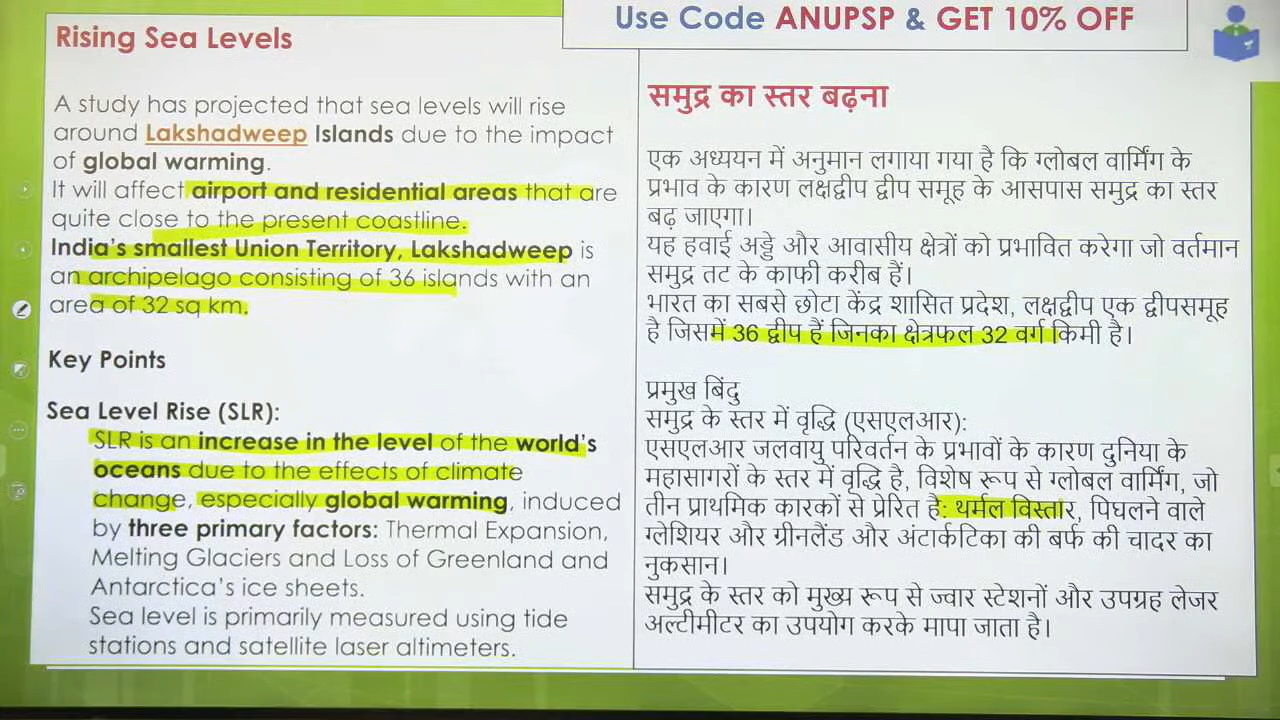 Use Code ANUPSP & GET 10% OFF
Rising Sea Levels
A study has projected that sea levels will rise
around Lakshadweep Islands due to the impact
of global warming.
It will affect airport and residential areas that are
quite close to the present coastline.
India's smallest Union Territory, Lakshadweep is
an archipelago consisting of 36 islands with an
area of 32 sq km.
Key Points
Sea Level Rise (SLR):
SLR is an increase in the level of the world's
oceans due to the effects of climate
change, especially global warming, induced
by three primary factors: Thermal Expansion,
Melting Glaciers and Loss of Greenland and
Antarctica's ice sheets.
Sea level is primarily measured using tide
stations and satellite laser altimeters.
समुद्र का स्तर बढ़ना
एक अध्ययन में अनुमान लगाया गया है कि ग्लोबल वार्मिंग के
प्रभाव के कारण लक्षद्वीप द्वीप समूह के आसपास समुद्र का स्तर
बढ़ जाएगा।
यह हवाई अड्डे और आवासीय क्षेत्रों को प्रभावित करेगा जो वर्तमान
समुद्र तट के काफी करीब हैं।
भारत का सबसे छोटा केंद्र शासित प्रदेश, लक्षद्वीप एक द्वीपसमूह
है जिसमें 36 द्वीप हैं जिनका क्षेत्रफल 32 वर्ग किमी है।
प्रमुख बिंदु
समुद्र के स्तर में वृद्धि (एसएलआर):
एसएलआर जलवायु परिवर्तन के प्रभावों के कारण दुनिया के
महासागरों के स्तर में वृद्धि है, विशेष रूप से ग्लोबल वार्मिंग, जो
तीन प्राथमिक कारकों से प्रेरित है: थर्मल विस्तार, पिघलने वाले
ग्लेशियर और ग्रीनलैंड और अंटार्कटिका की बर्फ की चादर का
नुकसान।
समुद्र के स्तर को मुख्य रूप से ज्वार स्टेशनों और उपग्रह लेजर
अल्टीमीटर का उपयोग करके मापा जाता है।